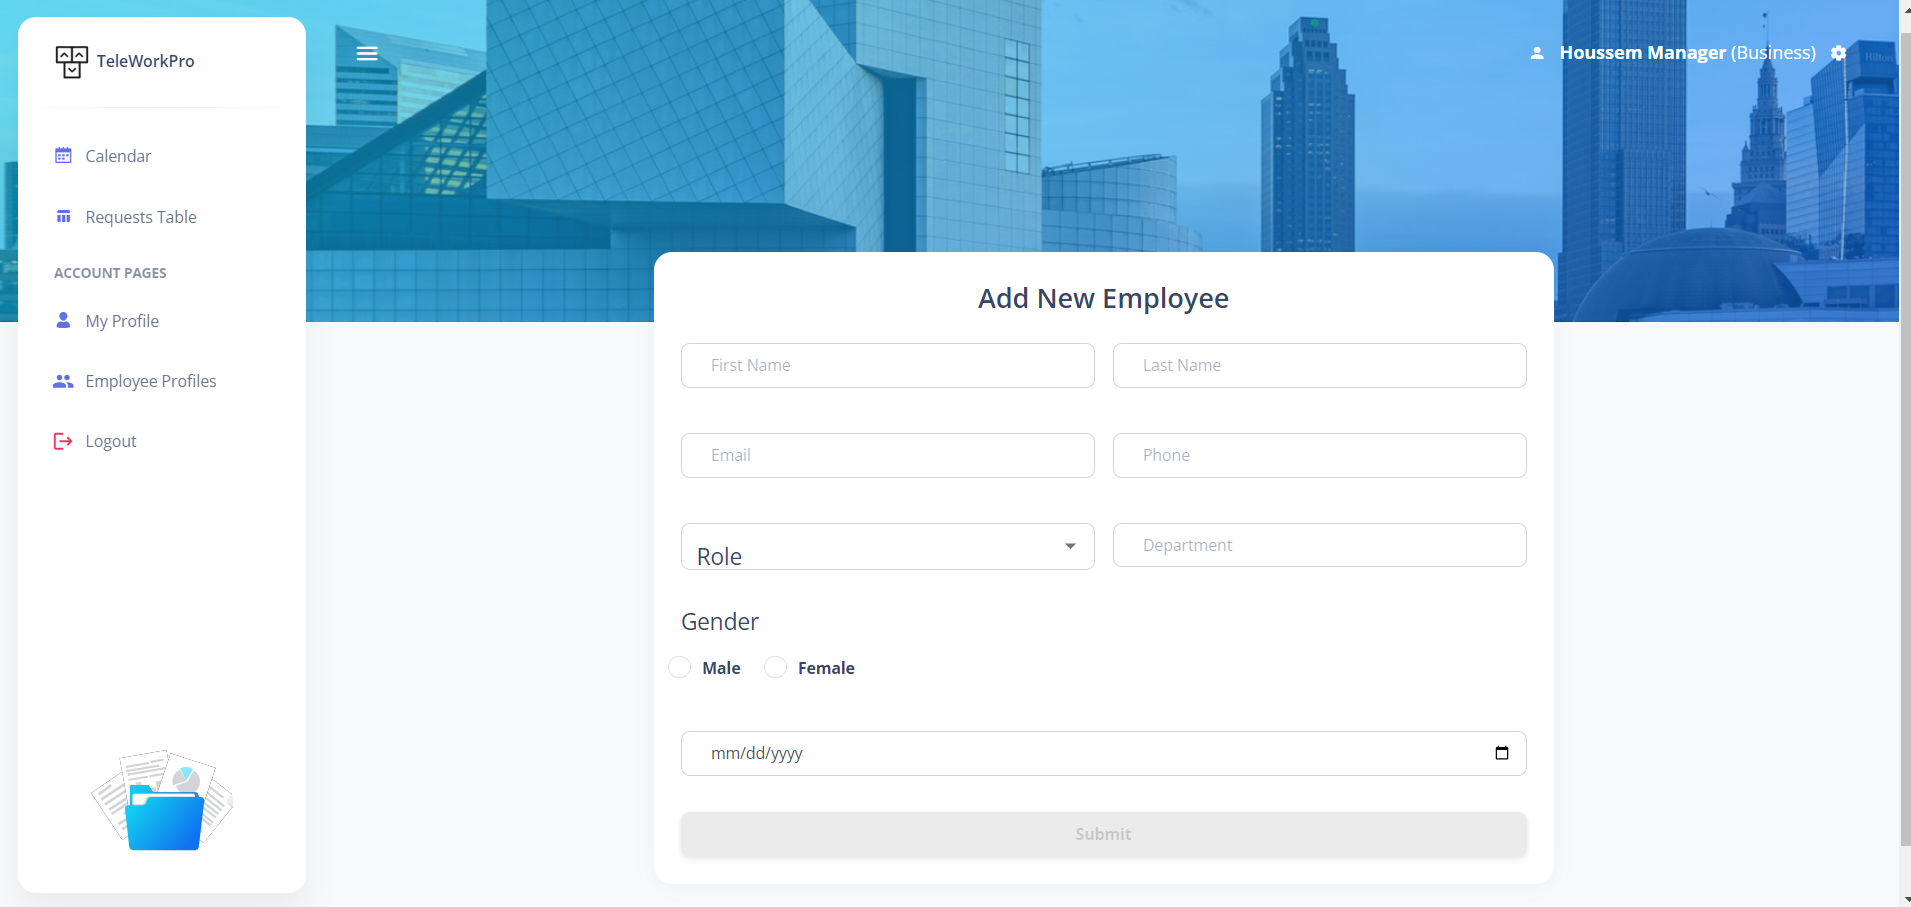 TeleWorkPro
Houssem Manager (Business)
Hilton
Calendar
Requests Table
ACCOUNT PAGES
My Profile
Employee Profiles
Logout
Add New Employee
First Name
Last Name
Email
Phone
Role
Department
Gender
Male
Female
mm/dd/yyyy
Submit